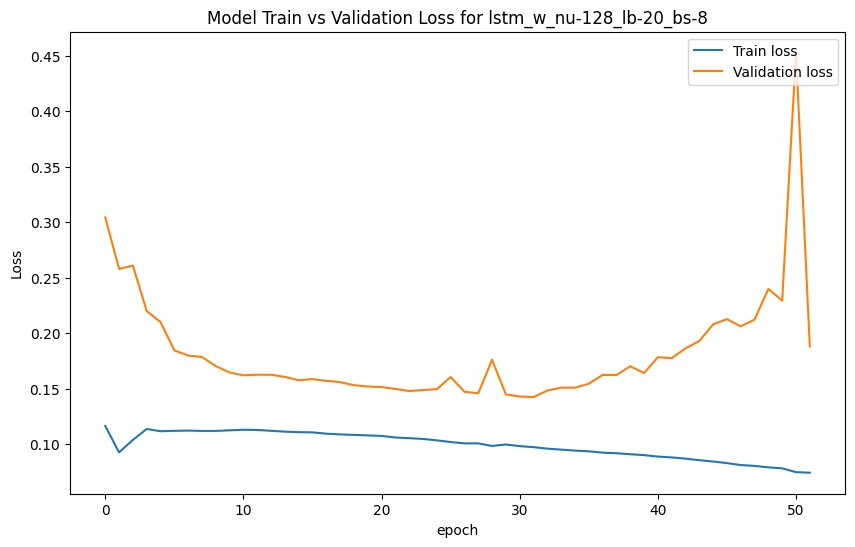 Model Train vs Validation Loss for lstm_w_nu-128_lb-20_bs-8
Train loss
Validation loss
0.45
0.40
0.35
0.30
0.25
0.20
0.15
0.10
Loss
0 10 20 30 40 50
epoch